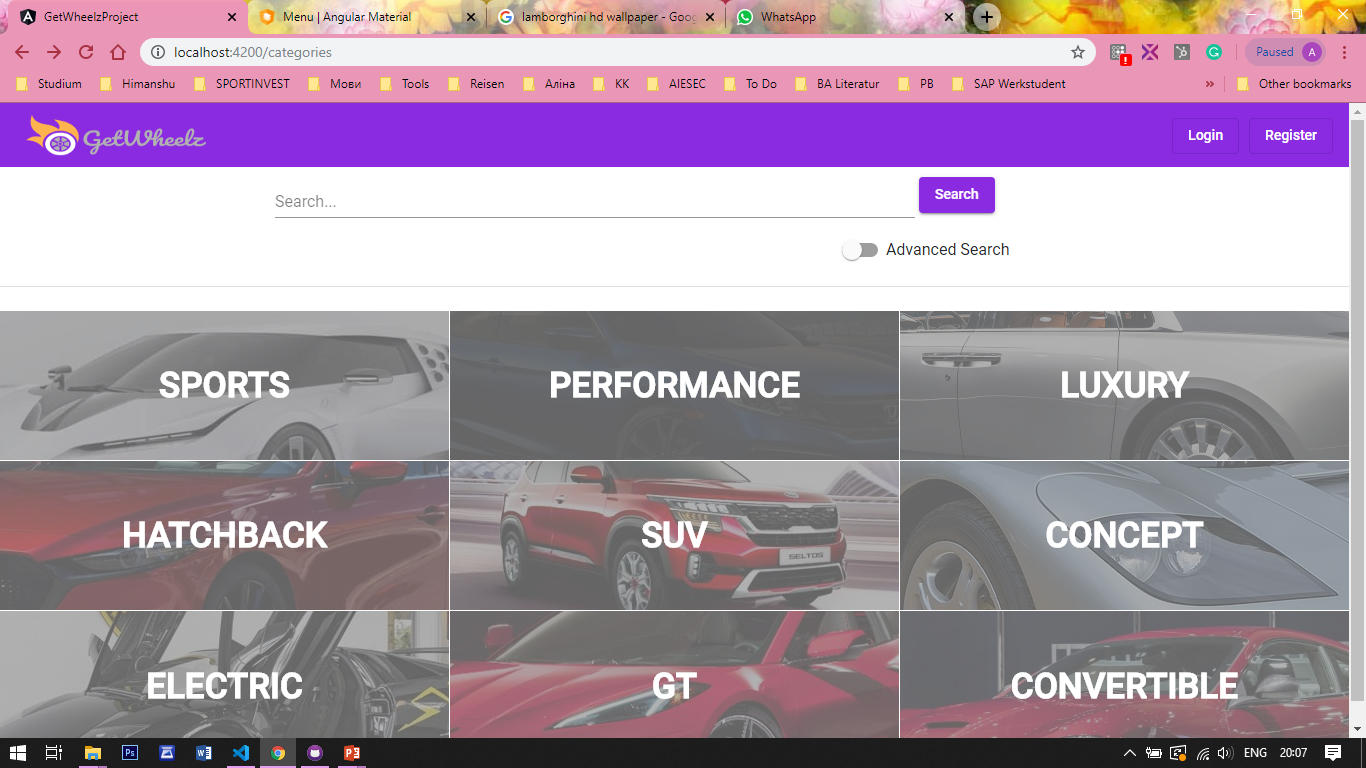 GetWheelzProject
Menu | Angular Material
lamborghini hd wallpaper - Goog
WhatsApp
localhost:4200/categories
Paused
A
Studium
Himanshu
SPORTINVEST
Мови
Tools
Reisen
Аліна
KK
AIESEC
To Do
BA Literatur
PB
SAP Werkstudent
»
Other bookmarks
GetWheelz
Login
Register
Search...
Search
Advanced Search
SPORTS
PERFORMANCE
LUXURY
HATCHBACK
SUV
CONCEPT
SELTOS
ELECTRIC
GT
CONVERTIBLE
ENG
20:07